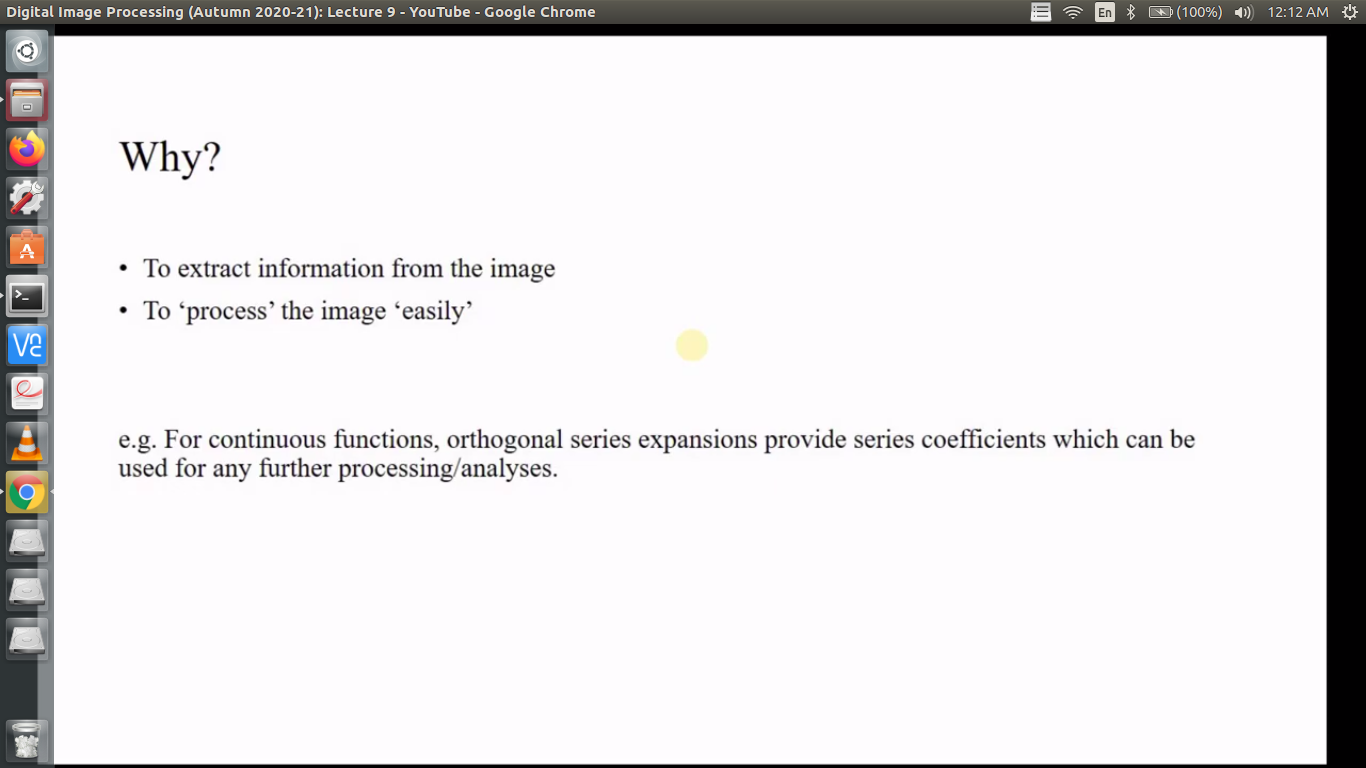 Digital Image Processing (Autumn 2020-21): Lecture 9 - YouTube - Google Chrome
En
(100%)
12:12 AM
Why?
• To extract information from the image
• To ‘process’ the image ‘easily’
e.g. For continuous functions, orthogonal series expansions provide series coefficients which can be
used for any further processing/analyses.